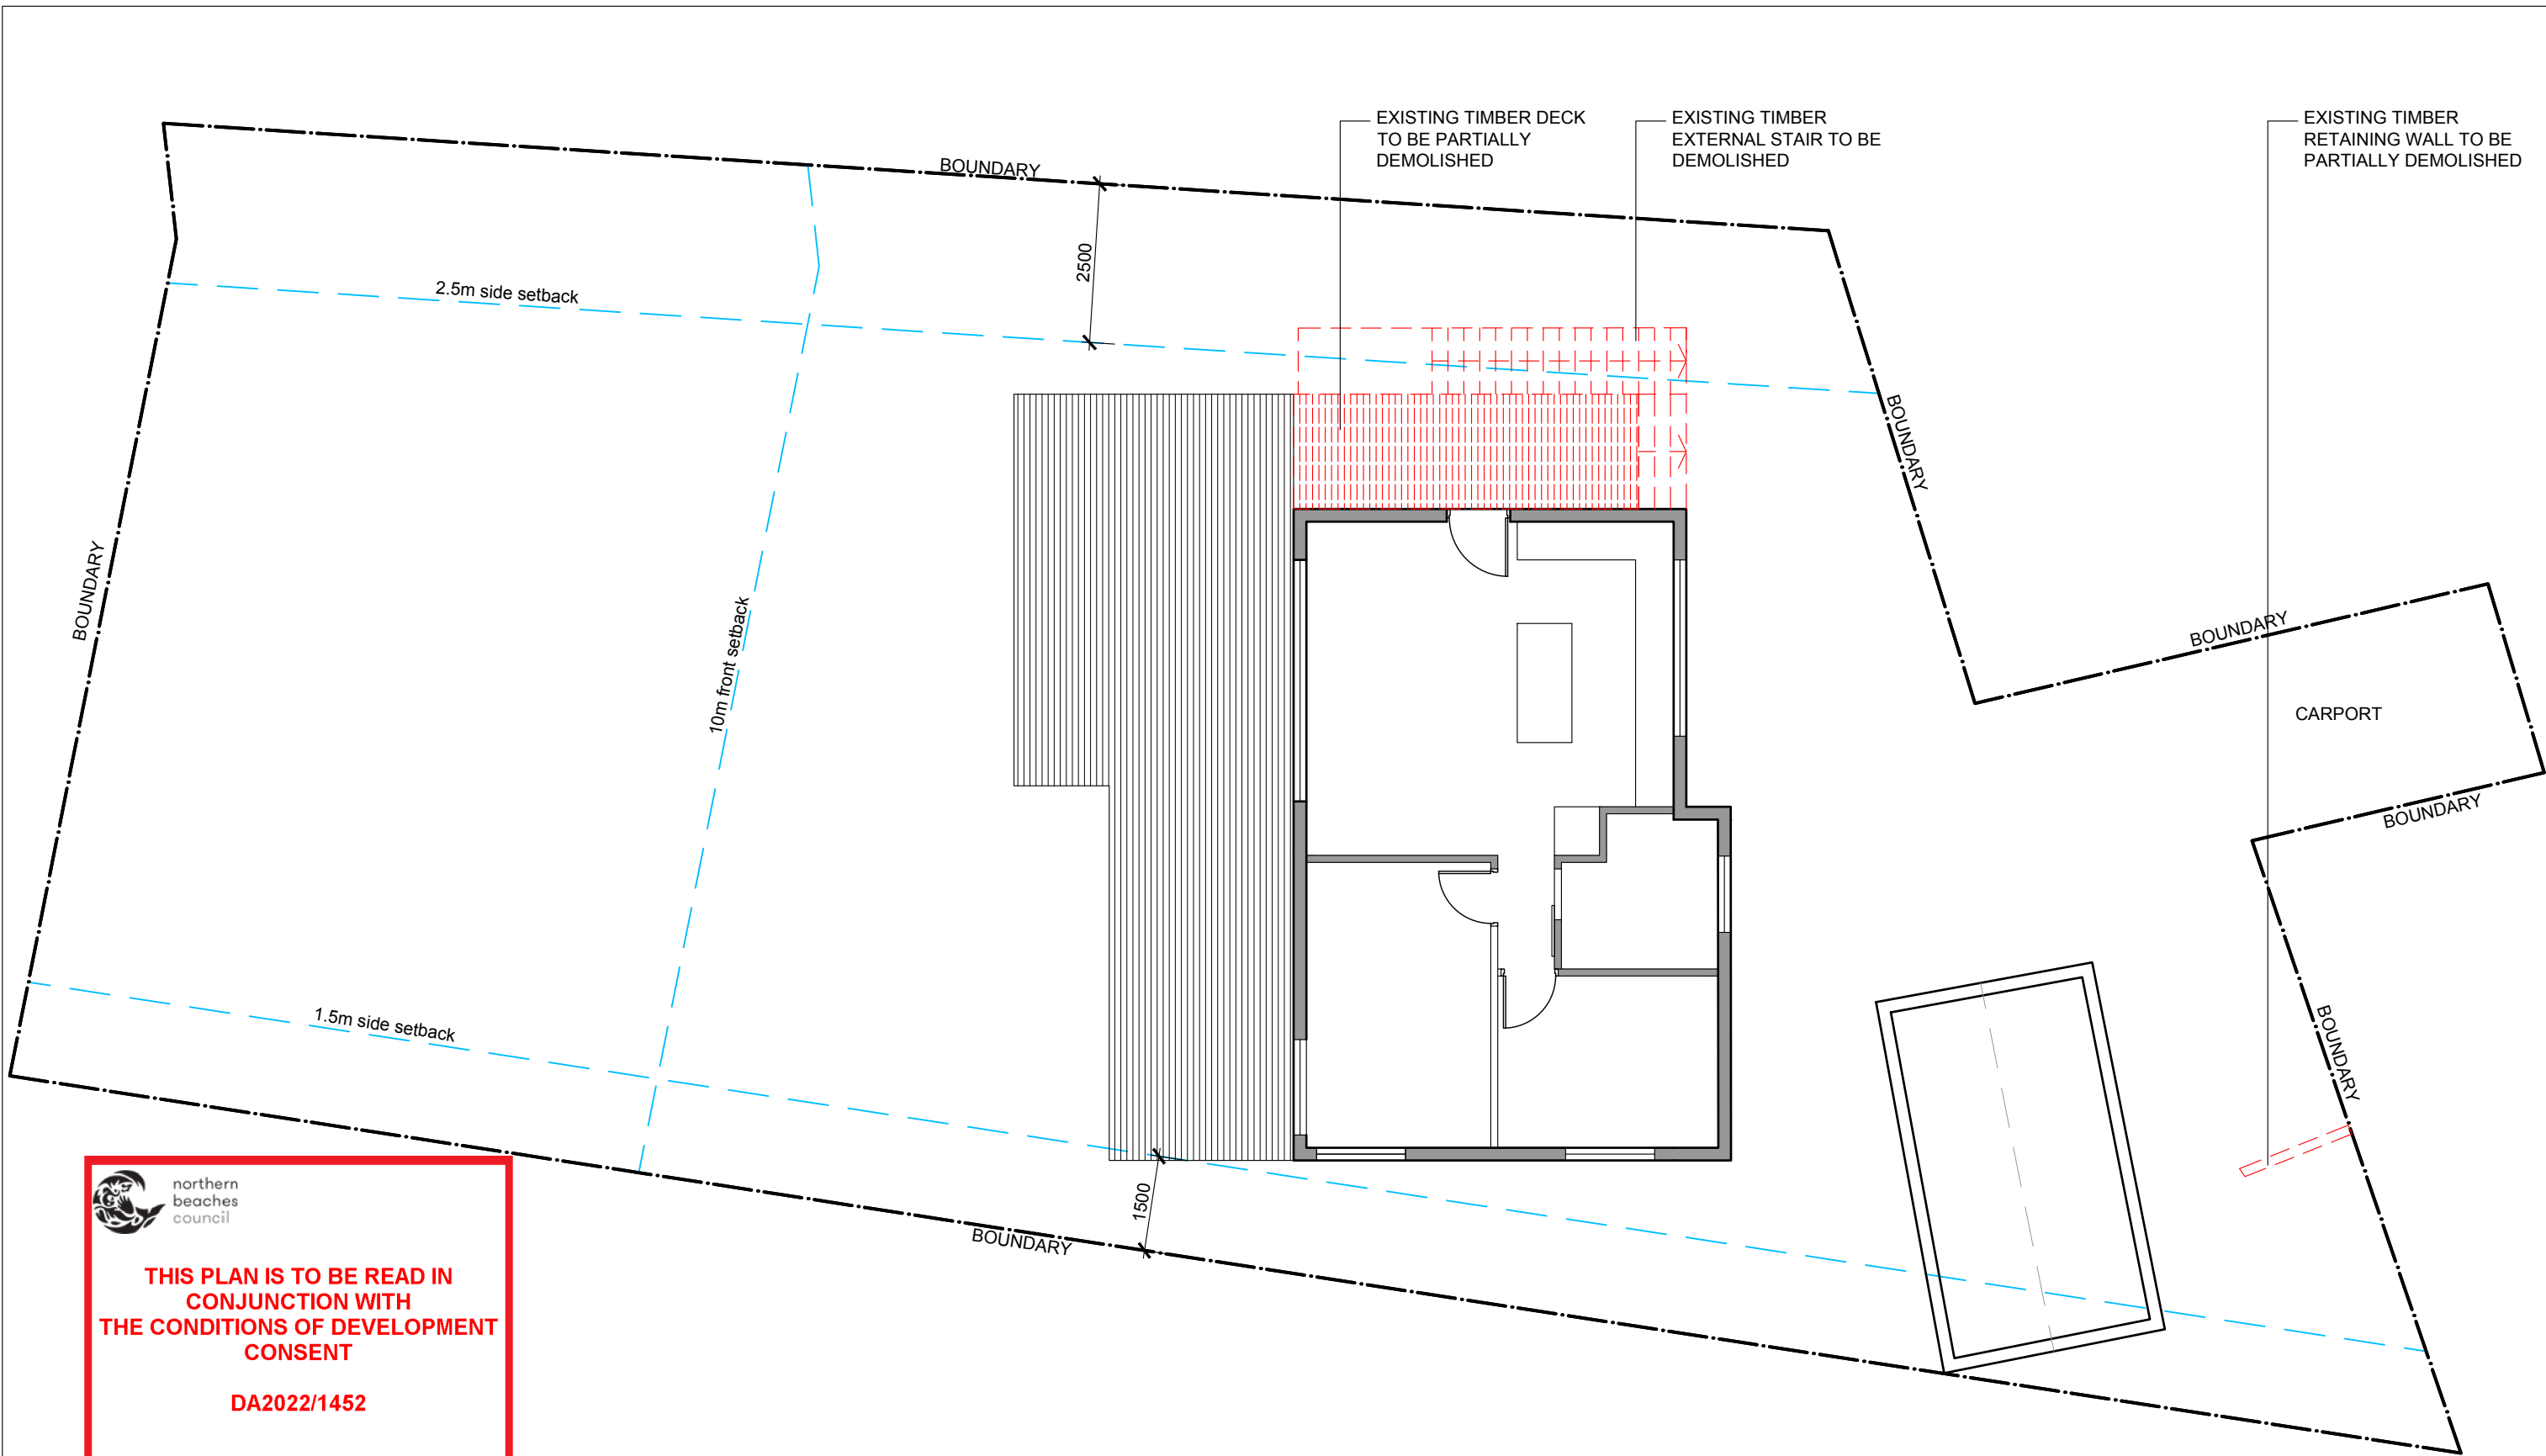 EXISTING TIMBER DECK
TO BE PARTIALLY
DEMOLISHED
EXISTING TIMBER
EXTERNAL STAIR TO BE
DEMOLISHED
EXISTING TIMBER
RETAINING WALL TO BE
PARTIALLY DEMOLISHED
BOUNDARY
2500
2.5m side setback
BOUNDARY
BOUNDARY
10m front setback
BOUNDARY
CARPORT
BOUNDARY
1.5m side setback
BOUNDARY
1500
BOUNDARY
northern
beaches
council
THIS PLAN IS TO BE READ IN
CONJUNCTION WITH
THE CONDITIONS OF DEVELOPMENT
CONSENT
DA2022/1452